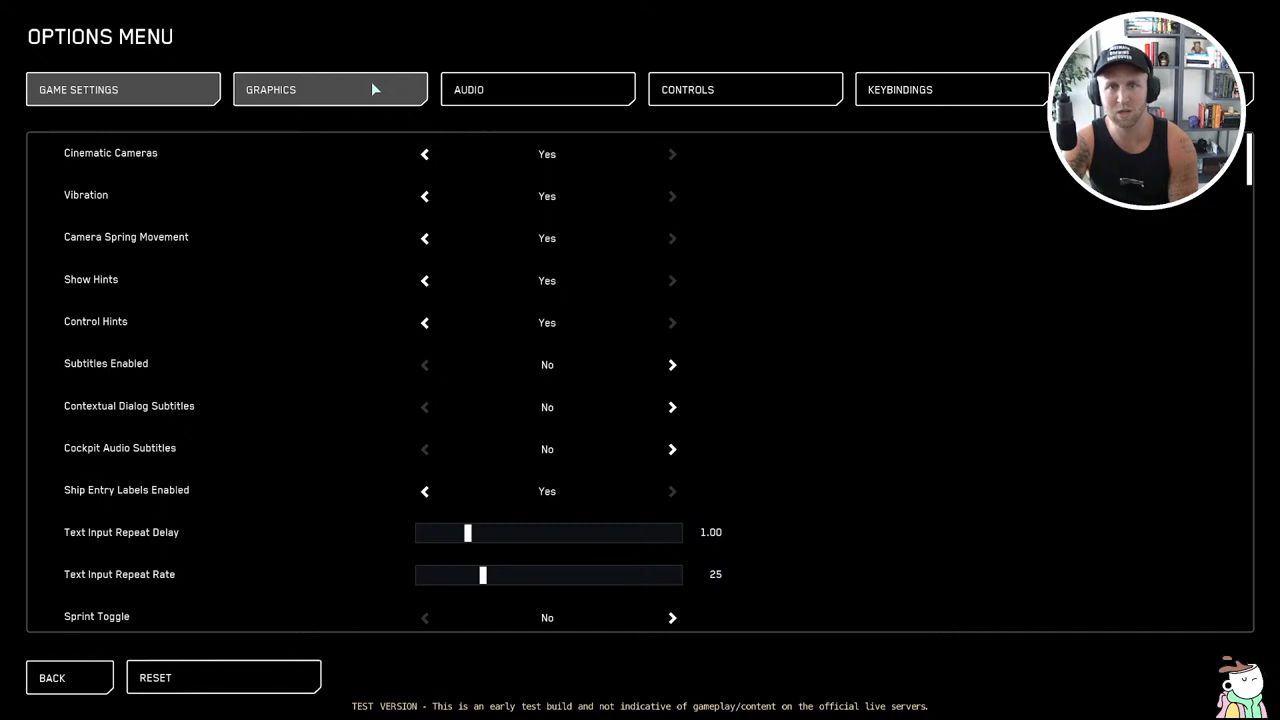 OPTIONS MENU
GAME SETTINGS
GRAPHICS
AUDIO
CONTROLS
KEYBINDINGS
Cinematic Cameras Yes
Vibration Yes
Camera Spring Movement Yes
Show Hints Yes
Control Hints Yes
Subtitles Enabled No
Contextual Dialog Subtitles No
Cockpit Audio Subtitles No
Ship Entry Labels Enabled Yes
Text Input Repeat Delay 1.00
Text Input Repeat Rate 25
Sprint Toggle No
BACK
RESET
TEST VERSION - This is an early test build and not indicative of gameplay/content on the official live servers.